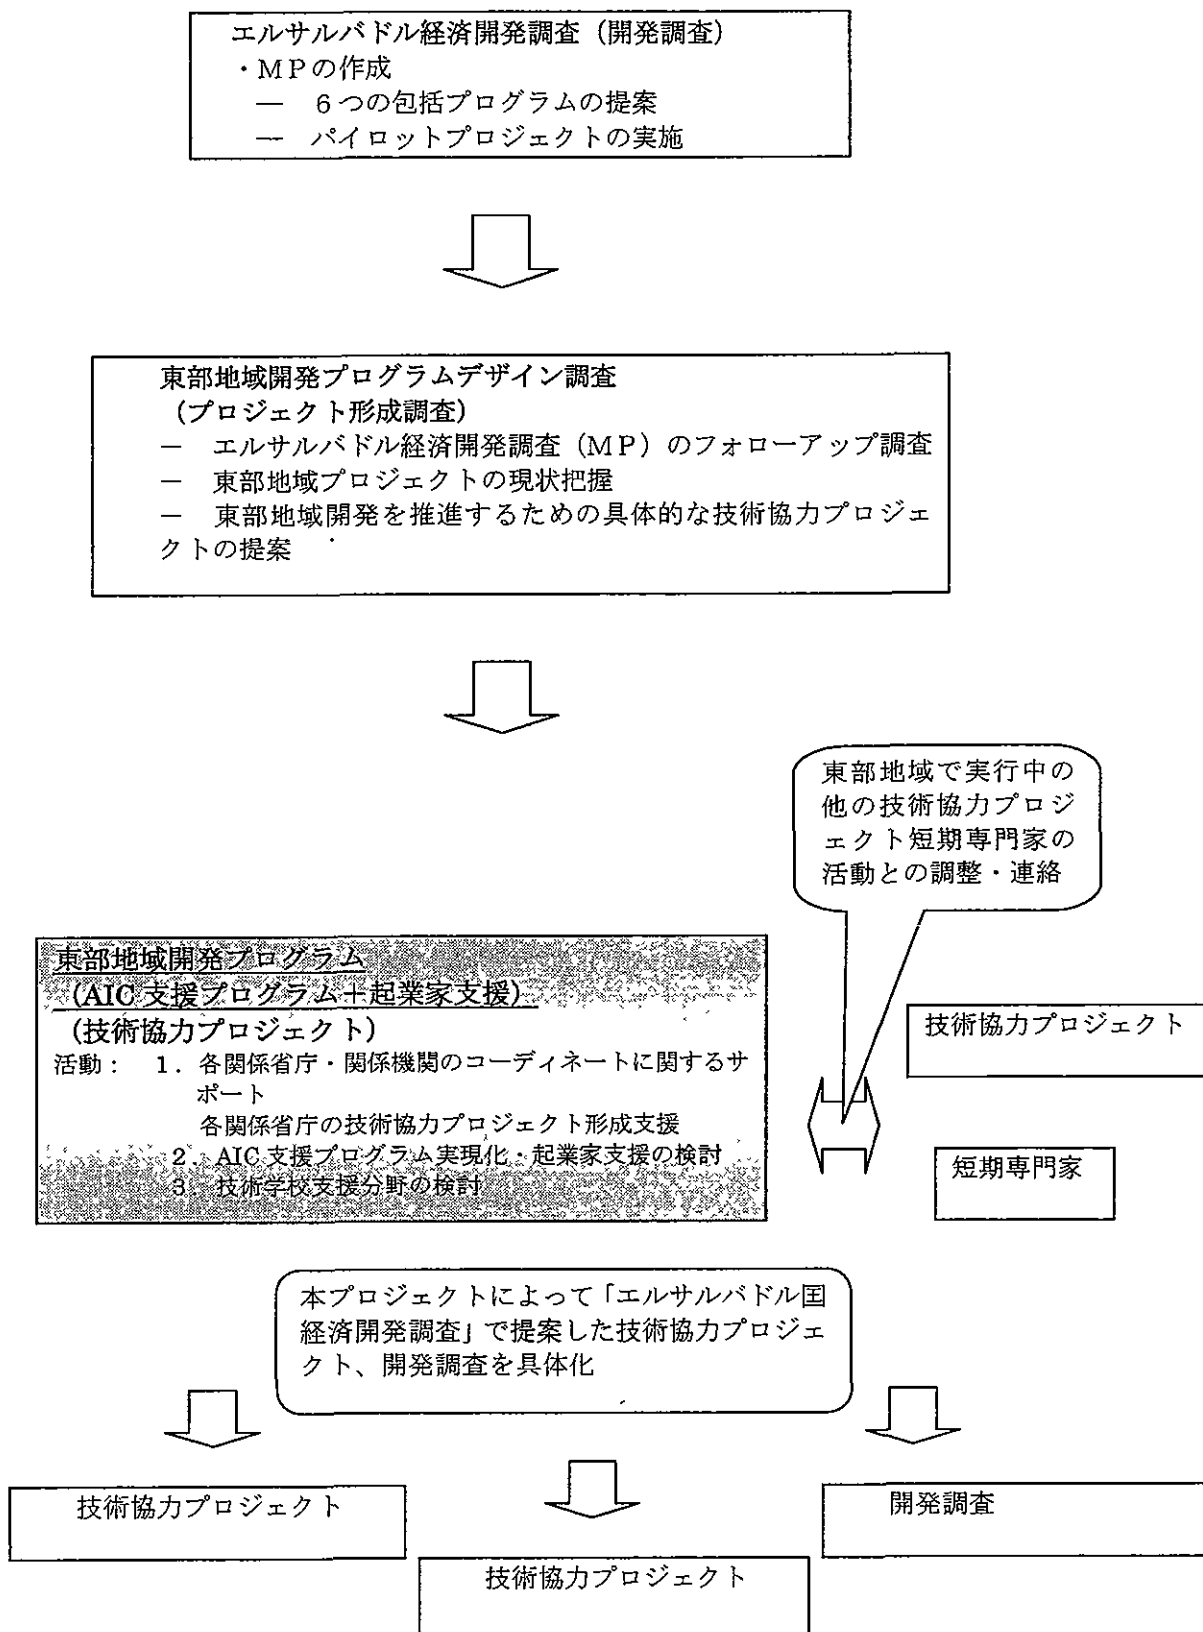 エルサルバドル経済開発調査（開発調査）
・ＭＰの作成
― ６つの包括プログラムの提案
― パイロットプロジェクトの実施
東部地域開発プログラムデザイン調査
（プロジェクト形成調査）
― エルサルバドル経済開発調査（ＭＰ）のフォローアップ調査
― 東部地域プロジェクトの現状把握
― 東部地域開発を推進するための具体的な技術協力プロジェ
クトの提案
東部地域で実行中の
他の技術協力プロジ
ェクト短期専門家の
活動との調整・連絡
東部地域開発プログラム
（AIC 支援プログラム＋起業家支援）
（技術協力プロジェクト）
活動： １．各関係省庁・関係機関のコーディネートに関するサ
ポート
各関係省庁の技術協力プロジェクト形成支援
２．AIC 支援プログラム実現化・起業家支援の検討
３．技術学校支援分野の検討
技術協力プロジェクト
短期専門家
本プロジェクトによって「エルサルバドル国
経済開発調査」で提案した技術協力プロジェ
クト、開発調査を具体化
技術協力プロジェクト
技術協力プロジェクト
開発調査